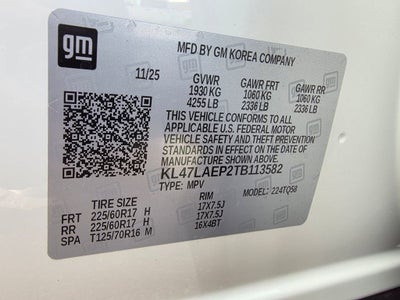 gm
MFD BY GM KOREA COMPANY
11/25 GVWR GAWR FRT GAWR RR
1930 KG 1060 KG 1060 KG
4255 LB 2336 LB 2336 LB
THIS VEHICLE CONFORMS TO ALL
APPLICABLE U.S. FEDERAL MOTOR
VEHICLE SAFETY AND THEFT PREVENTION
STANDARDS IN EFFECT ON THE DATE OF
MANUFACTURE SHOWN ABOVE.
KL47LAEP2TB113582
TYPE: MPV MODEL: 224TQ58
TIRE SIZE RIM
FRT 225/60R17 H 17X7.5J
RR 225/60R17 H 17X7.5J
SPA T125/70R16 M 16X4BT